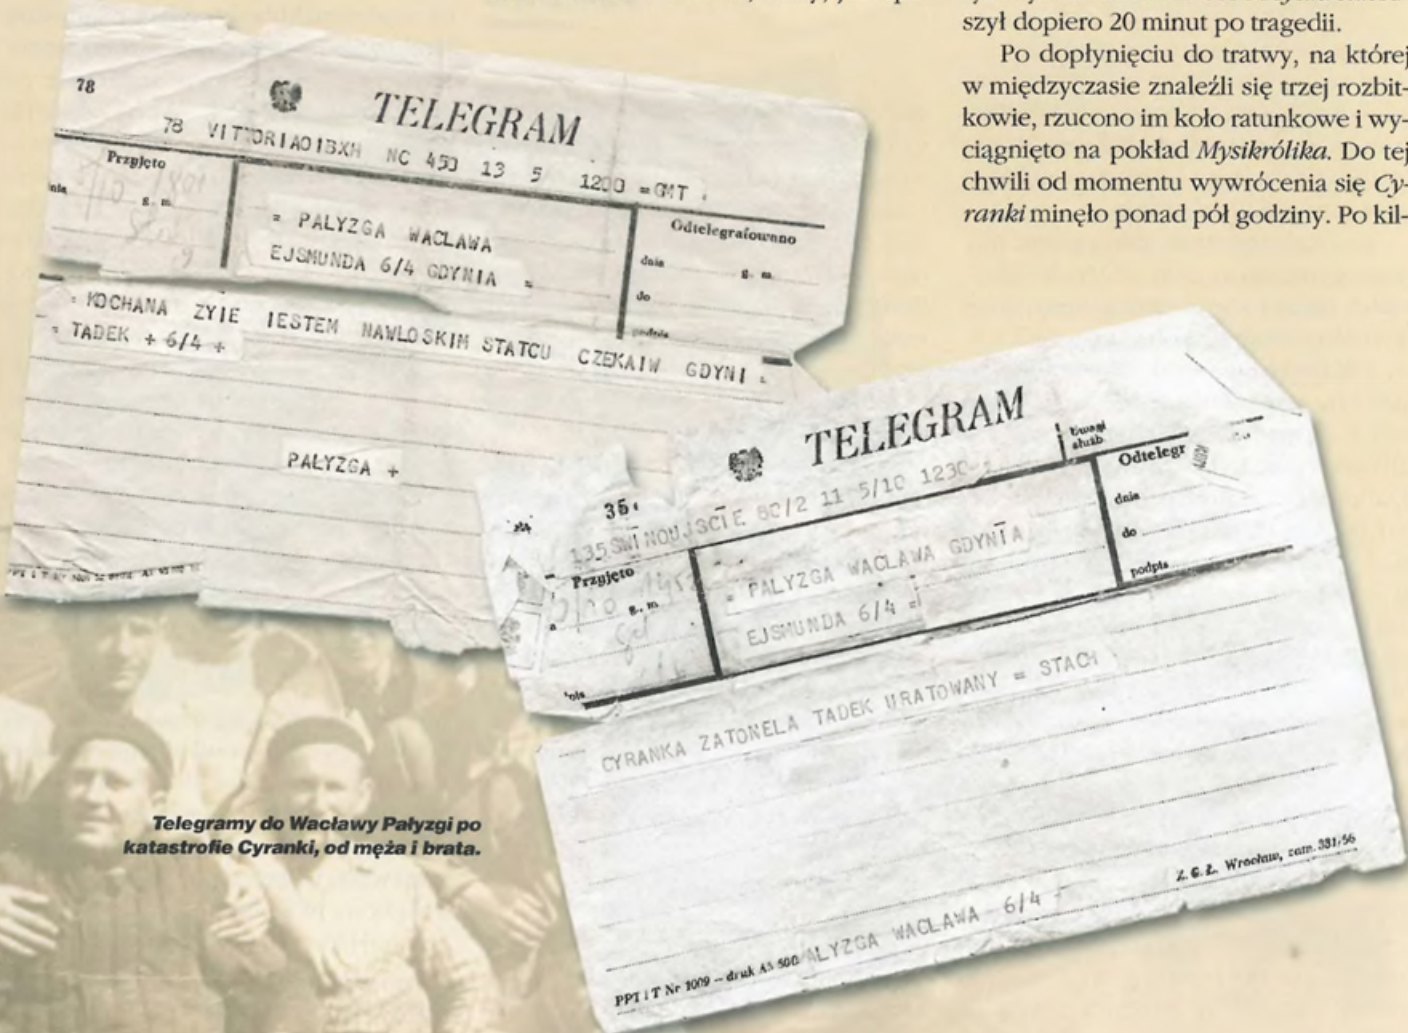 szył dopiero 20 minut po tragedii.
Po dopłynięciu do tratwy, na której
w międzyczasie znaleźli się trzej rozbit-
kowie, rzucono im koło ratunkowe i wy-
ciągnięto na pokład Mysikrólika. Do tej
chwili od momentu wywrócenia się Cy-
ranki minęło ponad pół godziny. Po kil-
78
TELEGRAM
78 VITTORIAOIBXH NC 450 13 5 1200 =GMT
Przyjęto
g. m.
= PALYZGA WACLAWA
EJSMUNDA 6/4 GDYNIA =
Odtelegrafowano
dnia g. m.
do
podpis
= KOCHANA ZYIE IESTEM NAWLOSKIM STATCU CZEKAIW GDYNI =
= TADEK + 6/4 +
PALYZGA +
TELEGRAM
Uwagi
służb.
35
135 SWINOUJSCIE 60/2 11 5/10 1230
Przyjęto
g. m.
= PALYZGA WACLAWA GDYNIA
EJSMUNDA 6/4 =
Odtelegr
dnia
do
podpis
CYRANKA ZATONELA TADEK URATOWANY = STACH
ALYZGA WACLAWA 6/4
PPT i T Nr 1009 – druk A5 500
Z. G. Ł. Wrocław, zam. 331/56
Telegramy do Wacławy Pałyzgi po
katastrofie Cyranki, od męża i brata.